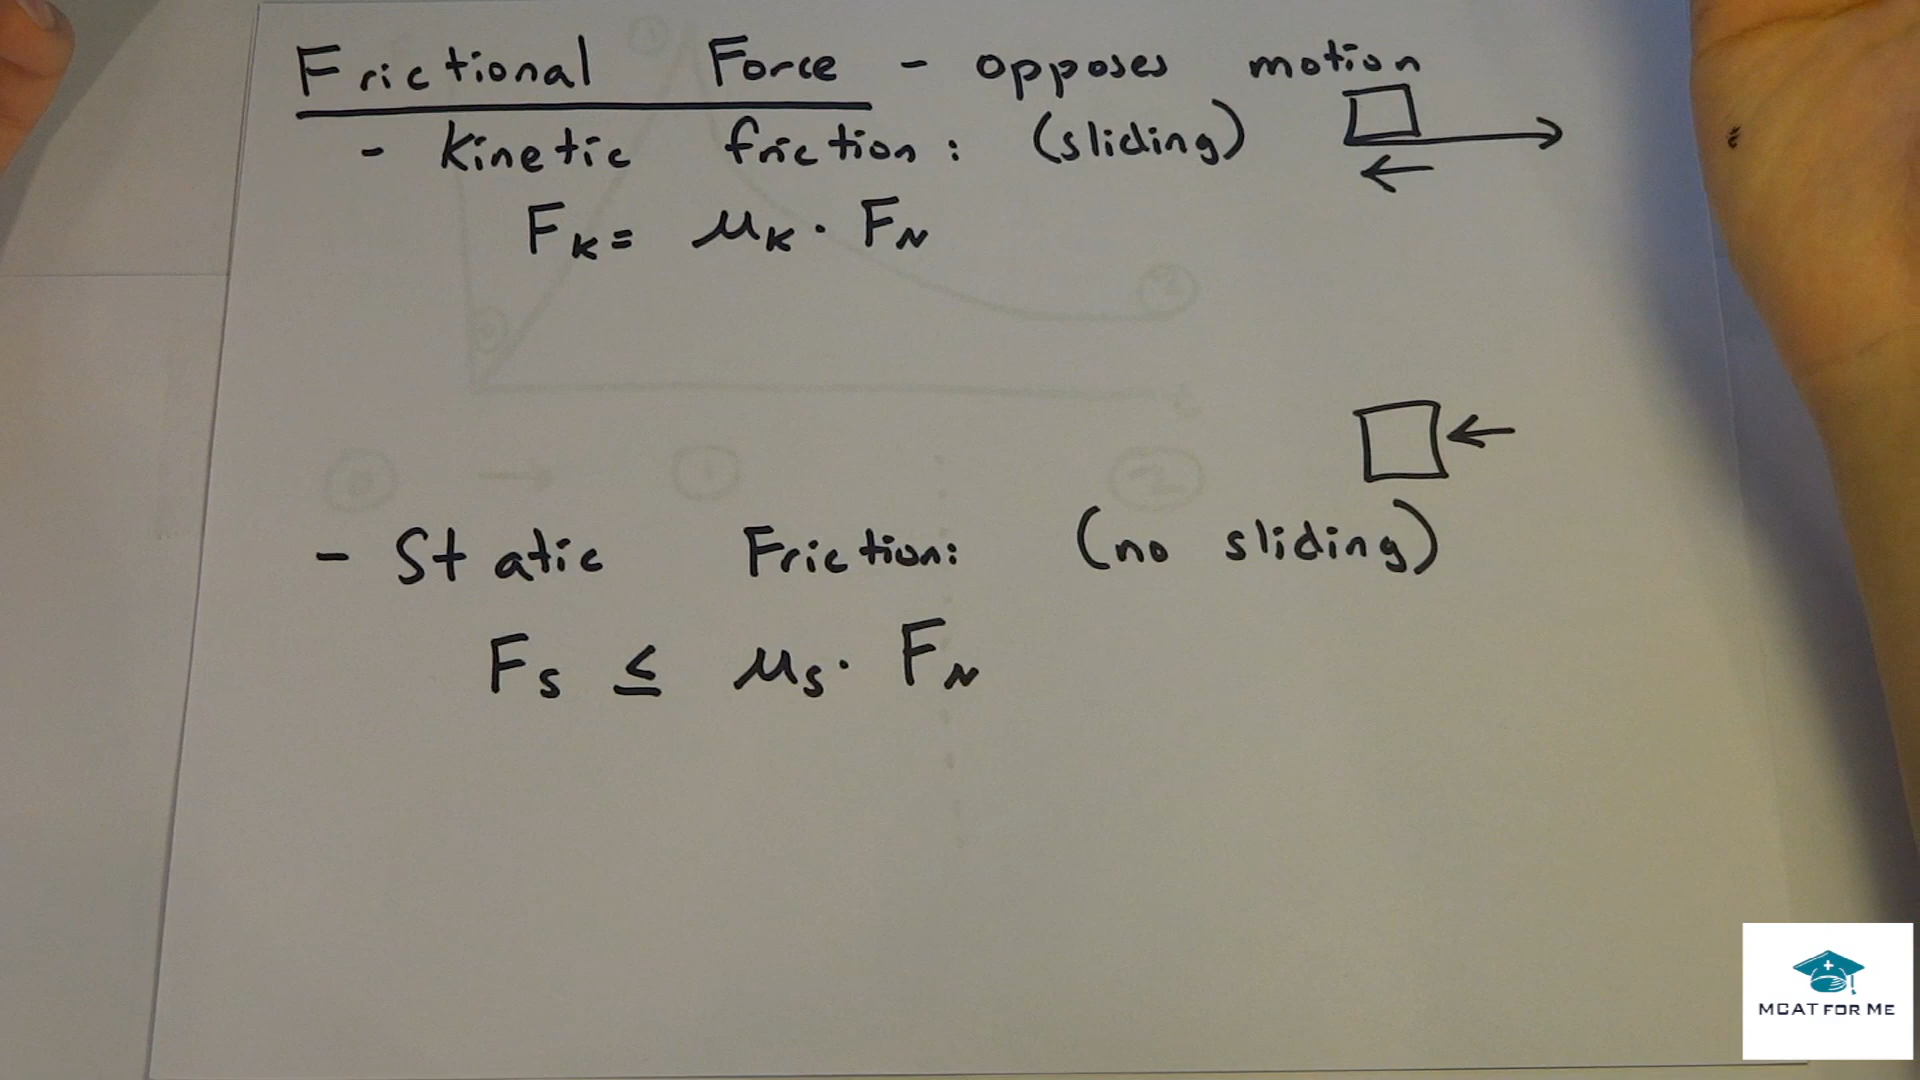 Frictional Force - opposes motion
- Kinetic friction: (sliding)
FK = μK · FN
- Static Friction: (no sliding)
Fs ≤ μs · FN
MCAT FOR ME